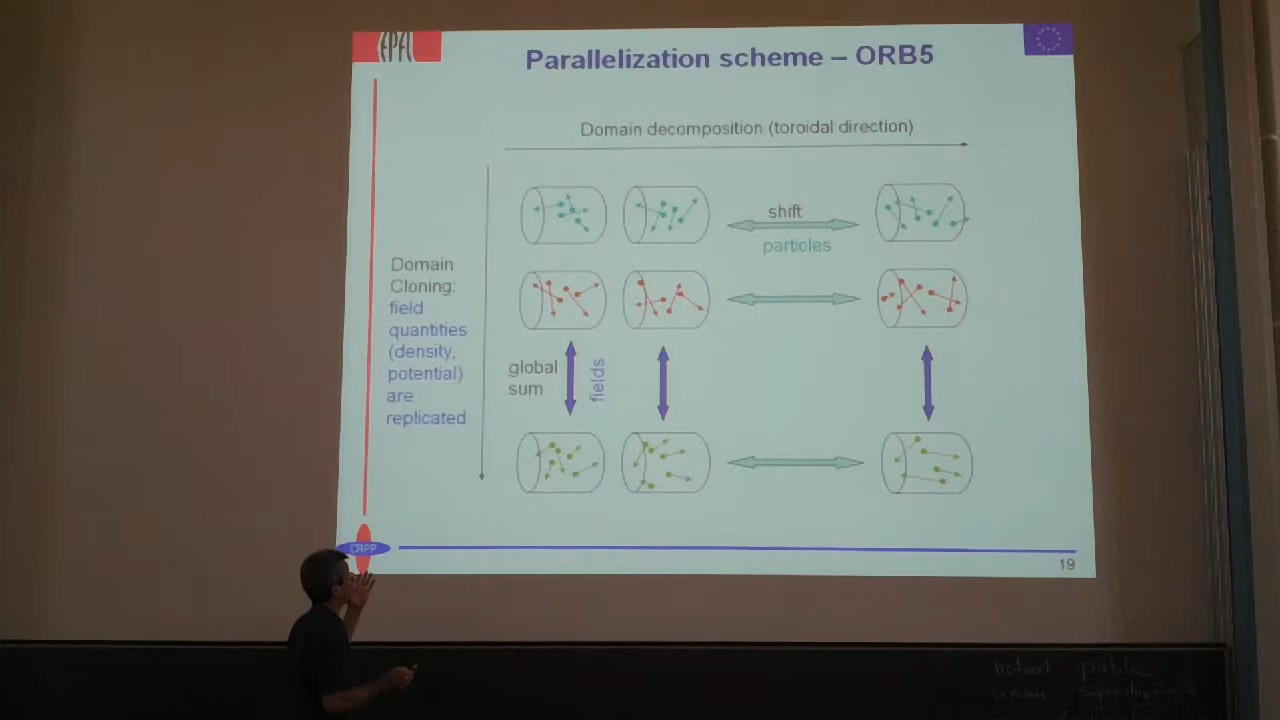 EPFL
Parallelization scheme – ORB5
Domain decomposition (toroidal direction)
shift
particles
Domain
Cloning:
field
quantities
(density,
potential)
are
replicated
global
sum
fields
CRPP
19
public